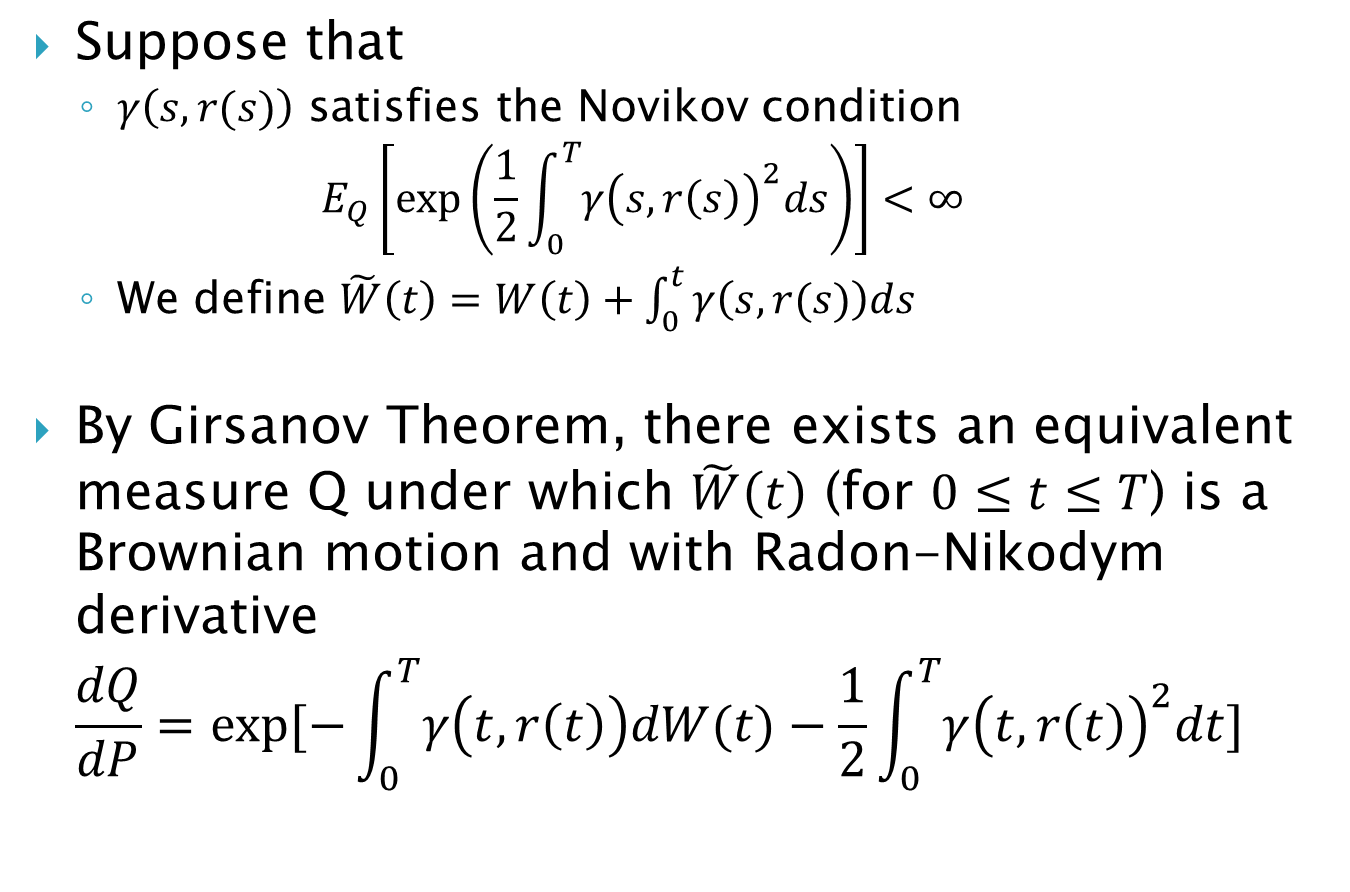 Suppose that
γ(s, r(s)) satisfies the Novikov condition
E_Q [exp (1/2 ∫_0^T γ(s, r(s))^2 ds)] < ∞
We define W̃(t) = W(t) + ∫_0^t γ(s, r(s))ds
By Girsanov Theorem, there exists an equivalent
measure Q under which W̃(t) (for 0 ≤ t ≤ T) is a
Brownian motion and with Radon–Nikodym
derivative
dQ/dP = exp[− ∫_0^T γ(t, r(t))dW(t) − 1/2 ∫_0^T γ(t, r(t))^2 dt]